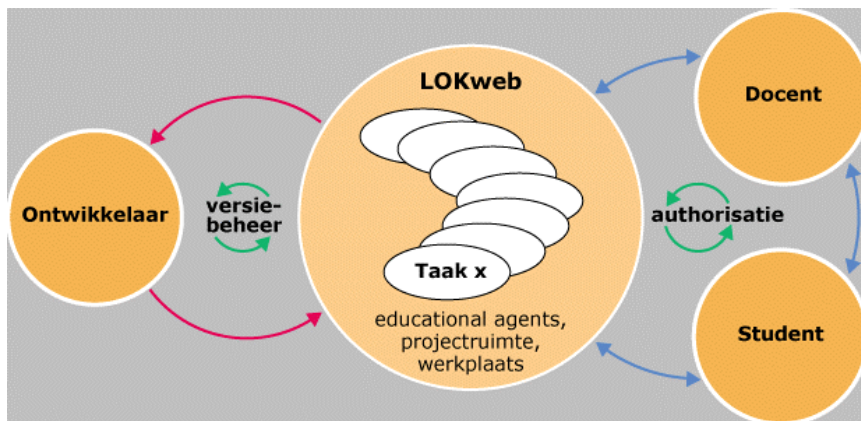 LOKweb
Docent
Ontwikkelaar
versie-
beheer
authorisatie
Taak x
educational agents,
projectruimte,
werkplaats
Student